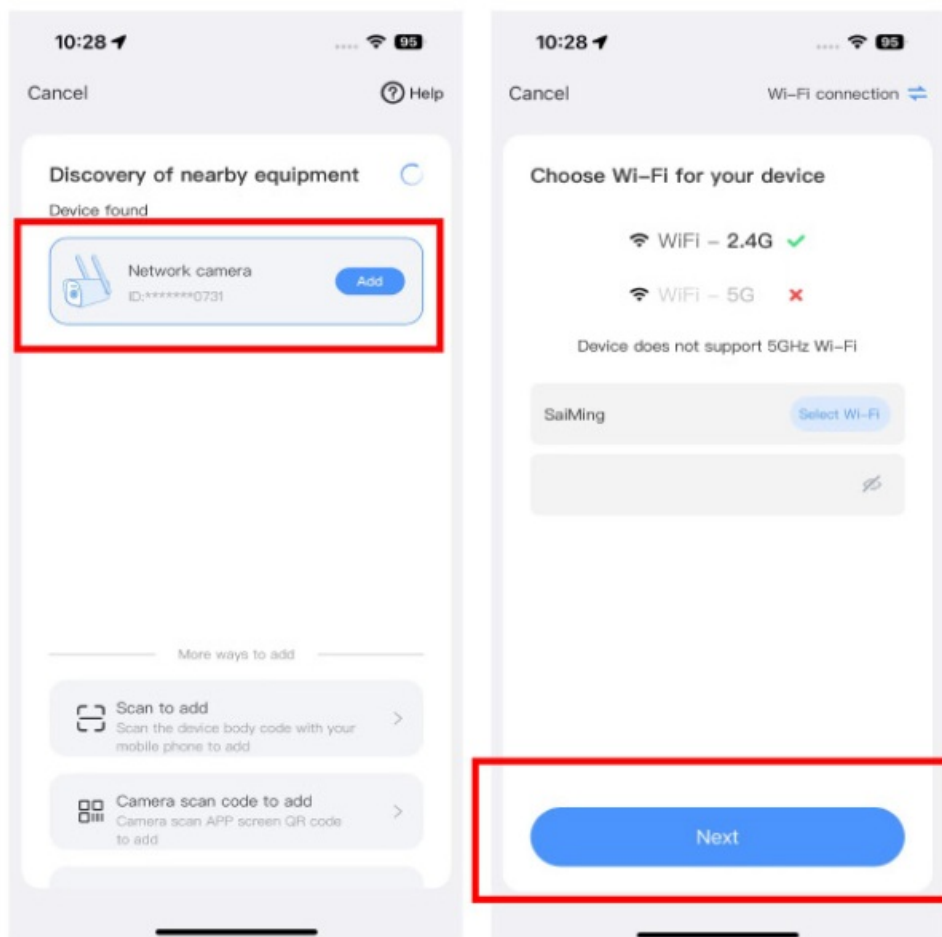 10:28
95
Cancel
Help
Discovery of nearby equipment
Device found
Network camera
Add
ID:*******0731
More ways to add
Scan to add
Scan the device body code with your
mobile phone to add
Camera scan code to add
Camera scan APP screen QR code
to add
10:28
95
Cancel
Wi-Fi connection
Choose Wi-Fi for your device
WiFi - 2.4G
WiFi - 5G
Device does not support 5GHz Wi-Fi
SaiMing
Select Wi-Fi
Next